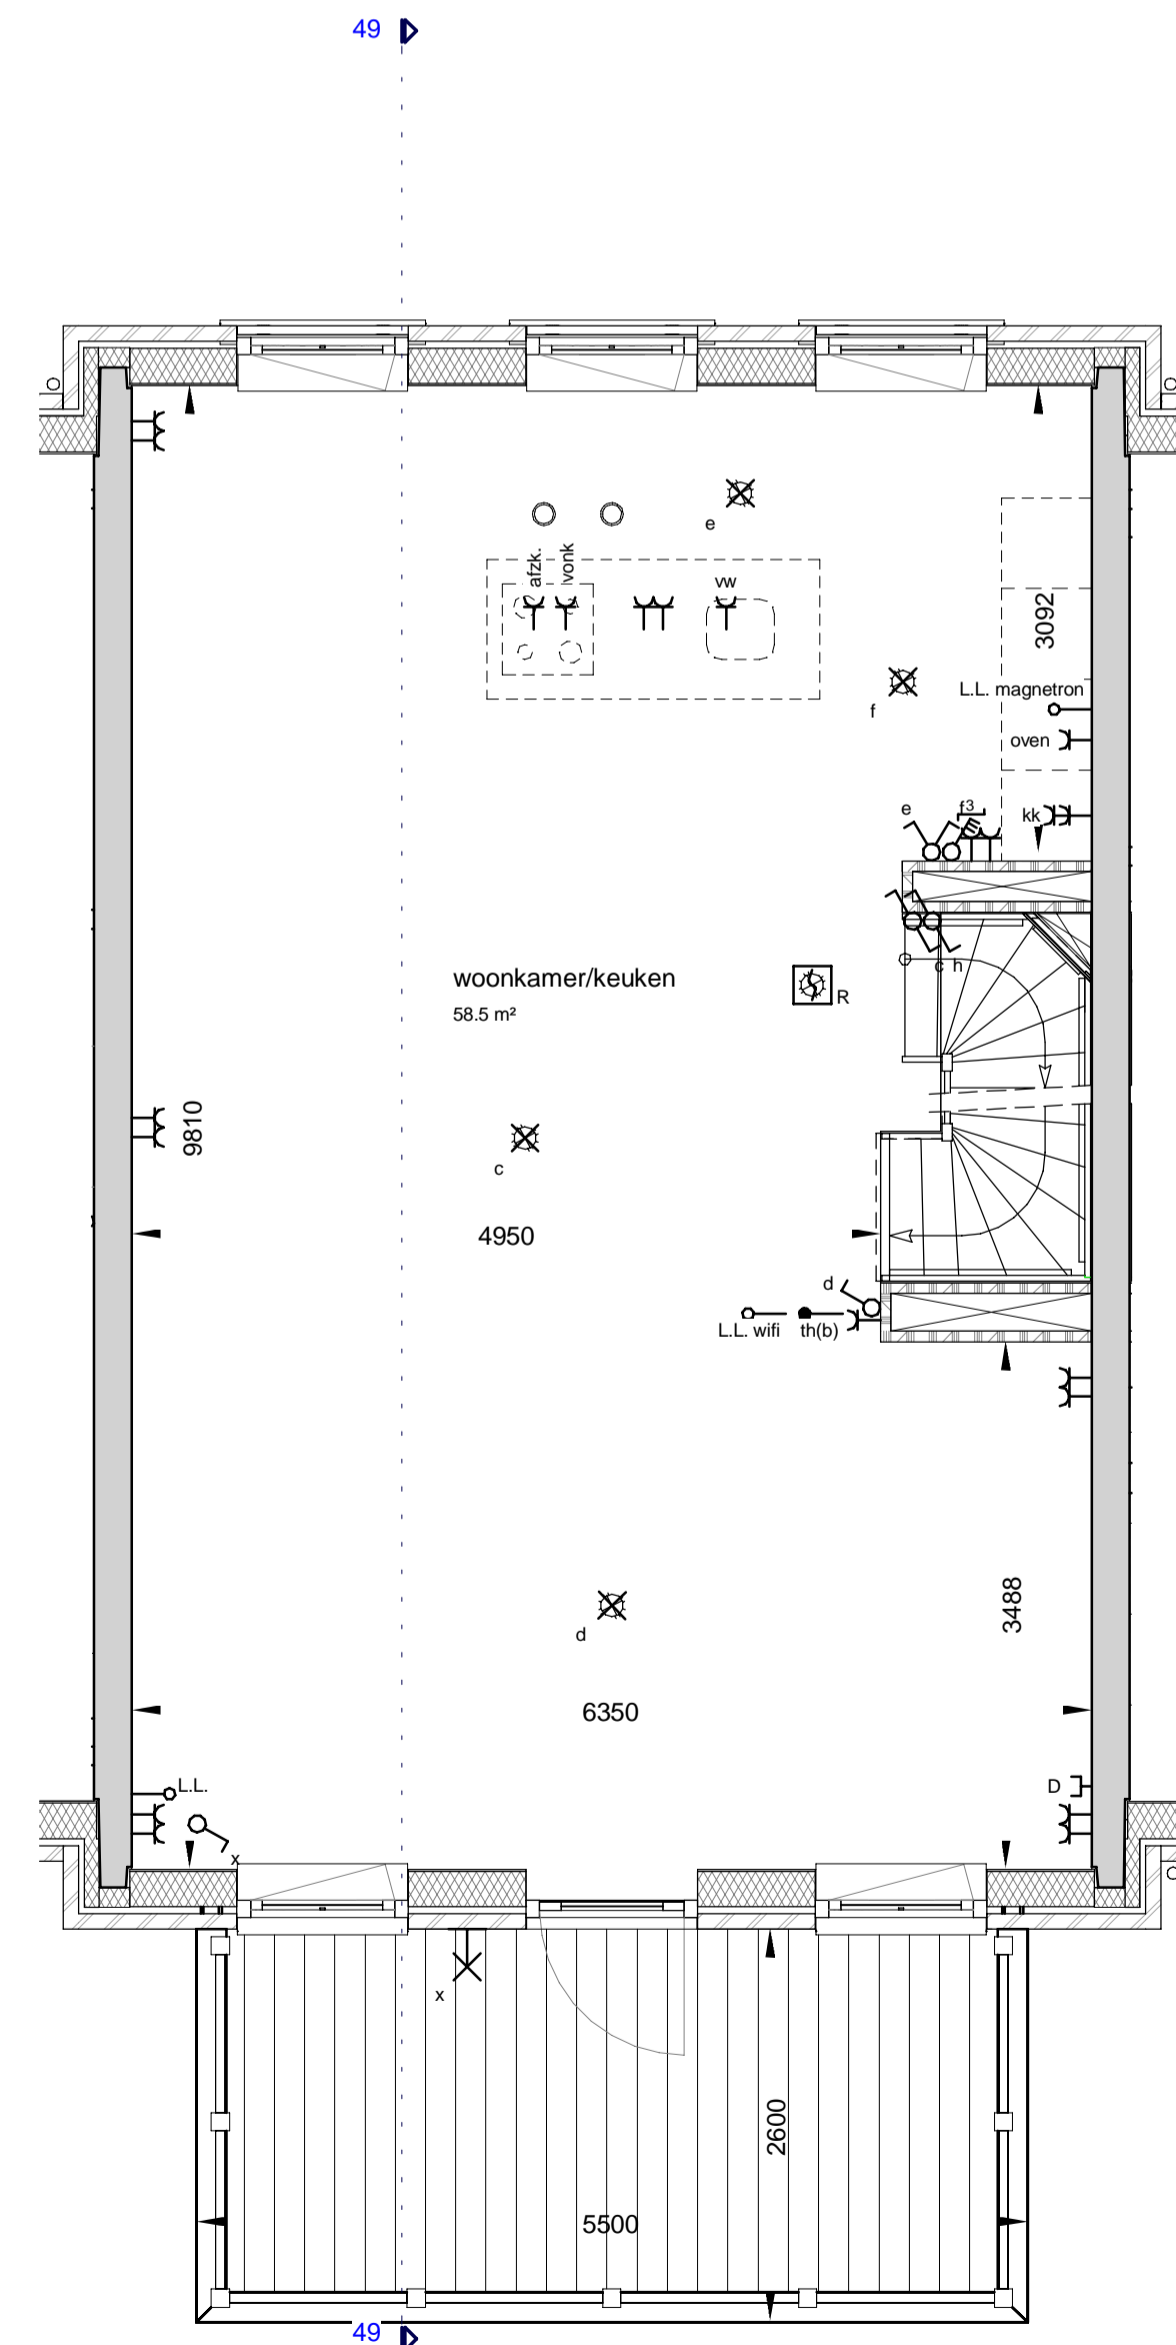 49
e
afzk.
vonk
vw
3092
f
L.L. magnetron
oven
e
f3
kk
c h
woonkamer/keuken
58.5 m²
R
9810
c
4950
d
L.L. wifi
th(b)
3488
d
6350
L.L.
D
x
x
2600
5500
49